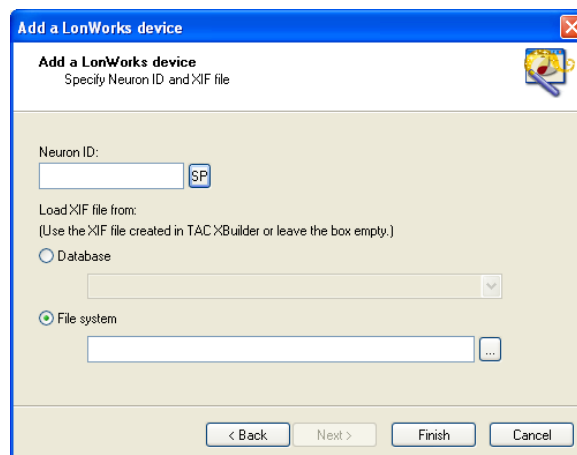 Add a LonWorks device
Add a LonWorks device
Specify Neuron ID and XIF file
Neuron ID:
SP
Load XIF file from:
(Use the XIF file created in TAC XBuilder or leave the box empty.)
Database
File system
...
< Back Next > Finish Cancel